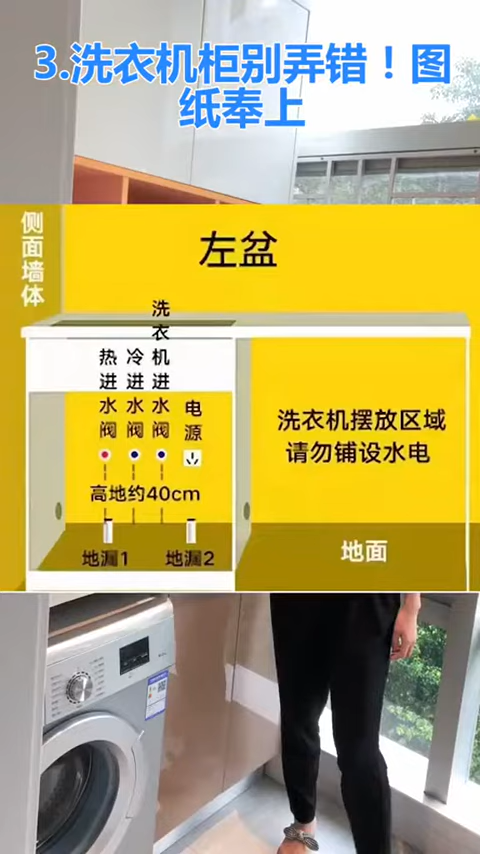 3.洗衣机柜别弄错！图
纸奉上
侧面墙体
左盆
热进水阀
冷进水阀
洗衣机进水阀
电源
高地约40cm
地漏1
地漏2
洗衣机摆放区域
请勿铺设水电
地面